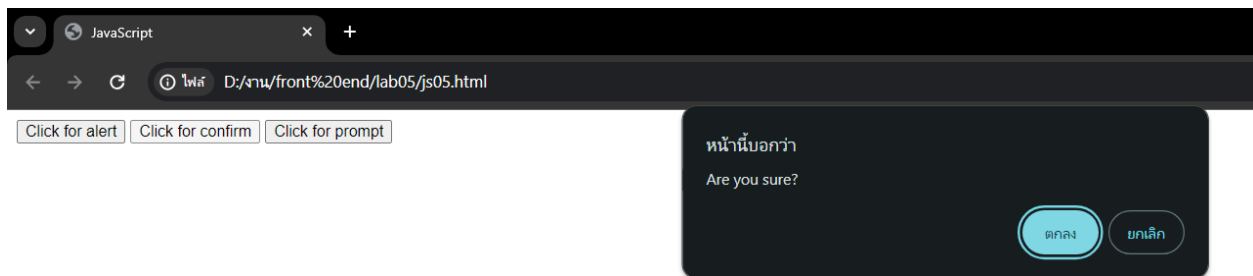 JavaScript
ไฟล์ D:/งาน/front%20end/lab05/js05.html
Click for alert Click for confirm Click for prompt
หน้านี้บอกว่า
Are you sure?
ตกลง ยกเลิก